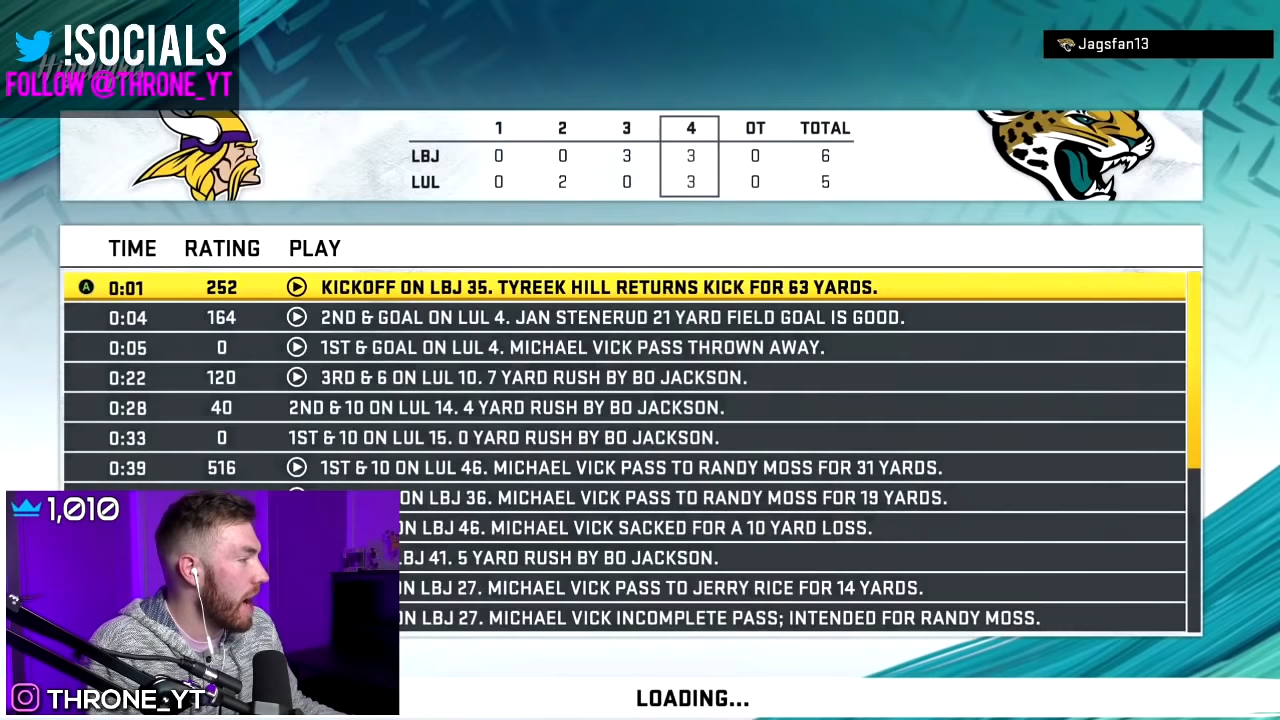 !SOCIALS
FOLLOW @THRONE_YT
Jagsfan13
1 2 3 4 OT TOTAL
LBJ 0 0 3 3 0 6
LUL 0 2 0 3 0 5
TIME RATING PLAY
A 0:01 252 KICKOFF ON LBJ 35. TYREEK HILL RETURNS KICK FOR 63 YARDS.
0:04 164 2ND & GOAL ON LUL 4. JAN STENERUD 21 YARD FIELD GOAL IS GOOD.
0:05 0 1ST & GOAL ON LUL 4. MICHAEL VICK PASS THROWN AWAY.
0:22 120 3RD & 6 ON LUL 10. 7 YARD RUSH BY BO JACKSON.
0:28 40 2ND & 10 ON LUL 14. 4 YARD RUSH BY BO JACKSON.
0:33 0 1ST & 10 ON LUL 15. 0 YARD RUSH BY BO JACKSON.
0:39 516 1ST & 10 ON LUL 46. MICHAEL VICK PASS TO RANDY MOSS FOR 31 YARDS.
ON LBJ 36. MICHAEL VICK PASS TO RANDY MOSS FOR 19 YARDS.
ON LBJ 46. MICHAEL VICK SACKED FOR A 10 YARD LOSS.
LBJ 41. 5 YARD RUSH BY BO JACKSON.
ON LBJ 27. MICHAEL VICK PASS TO JERRY RICE FOR 14 YARDS.
ON LBJ 27. MICHAEL VICK INCOMPLETE PASS; INTENDED FOR RANDY MOSS.
1,010
THRONE_YT
LOADING...